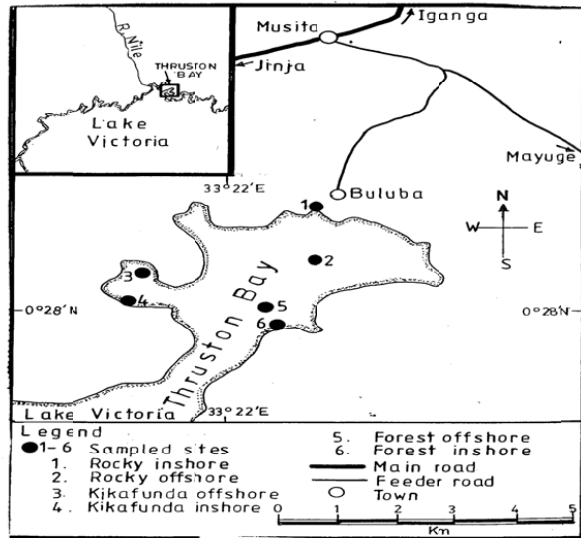 Iganga
Musita
Jinja
R. Nile
THRUSTON
BAY
Lake
Victoria
Mayuge
33°22'E
Buluba
N
W E
S
1
2
3
4
5
6
0°28'N
0°28'N
Thruston Bay
Lake Victoria
33°22'E
Legend
1-6 Sampled sites
1. Rocky inshore
2. Rocky offshore
3. Kikafunda offshore
4. Kikafunda inshore
5. Forest offshore
6. Forest inshore
Main road
Feeder road
Town
0 1 2 3 4 5
Km